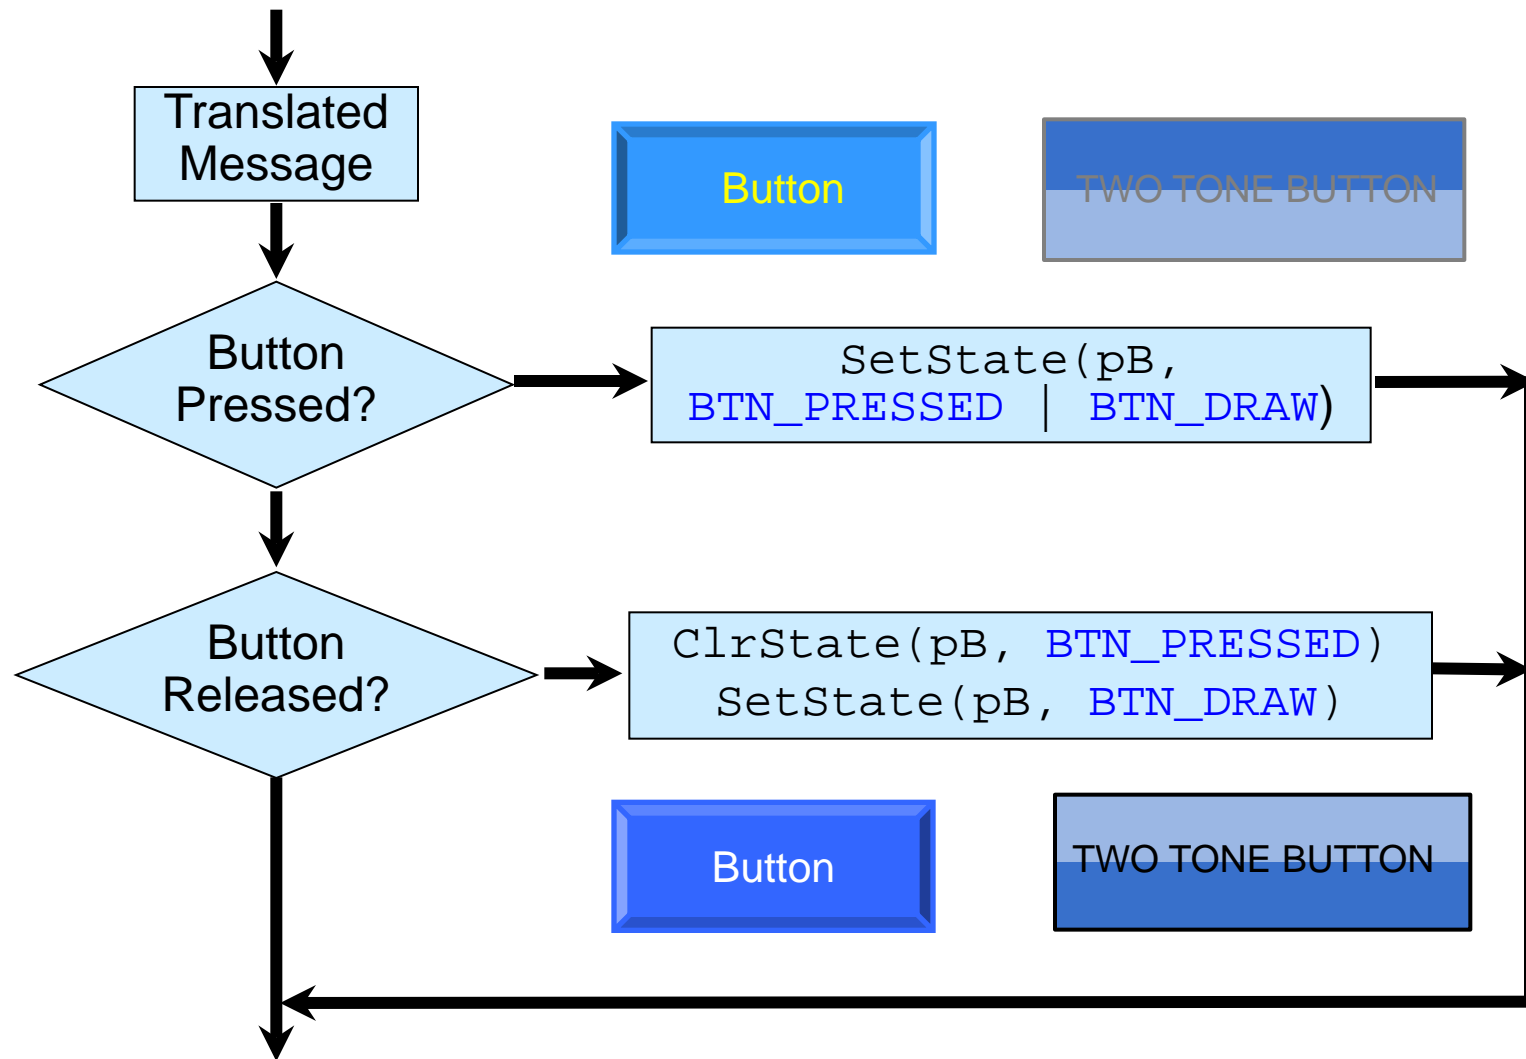 Translated
Message
Button
TWO TONE BUTTON
Button
Pressed?
SetState(pB,
BTN_PRESSED | BTN_DRAW)
Button
Released?
ClrState(pB, BTN_PRESSED)
SetState(pB, BTN_DRAW)
Button
TWO TONE BUTTON